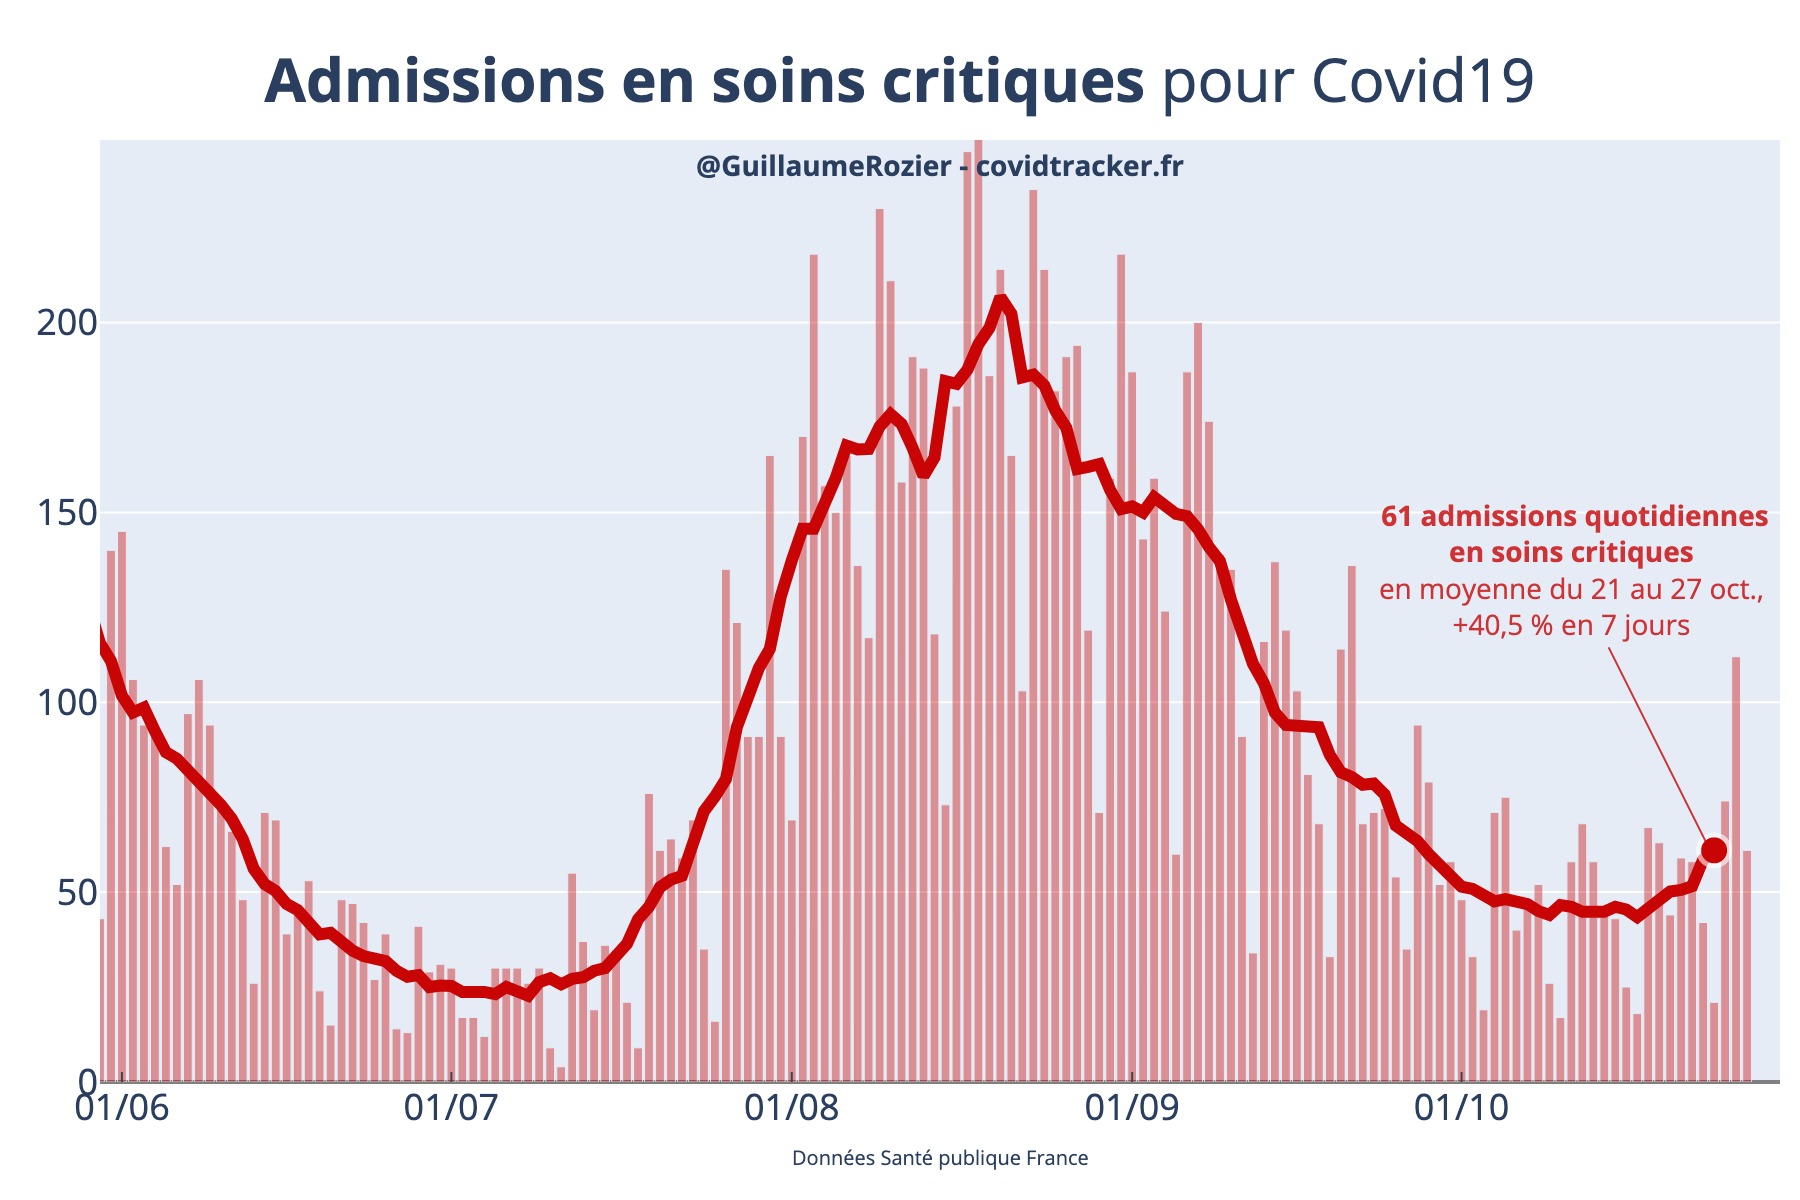 Admissions en soins critiques pour Covid19
@GuillaumeRozier - covidtracker.fr
200
150
100
50
0
61 admissions quotidiennes
en soins critiques
en moyenne du 21 au 27 oct.,
+40,5 % en 7 jours
01/06
01/07
01/08
01/09
01/10
Données Santé publique France